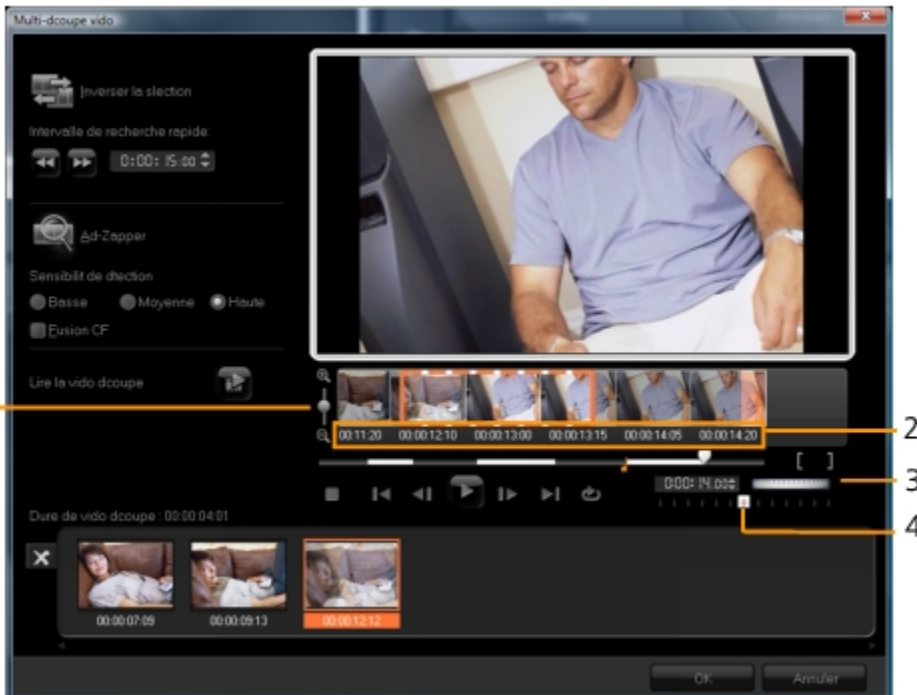 Multi-dcoupe vido
Inverser la slection
Intervalle de recherche rapide:
0:00: 15:00
Ad-Zapper
Sensibilit de dtection
Basse Moyenne Haute
Fusion CF
Lire la vido dcoupe
00:11:20 00:00:12:10 00:00:13:00 00:00:13:15 00:00:14:05 00:00:14:20
2
[ ]
0:00: 14.00
3
4
Dure de vido dcoupe : 00:00:04:01
00:00:07:09 00:00:09:13 00:00:12:12
OK Annuler